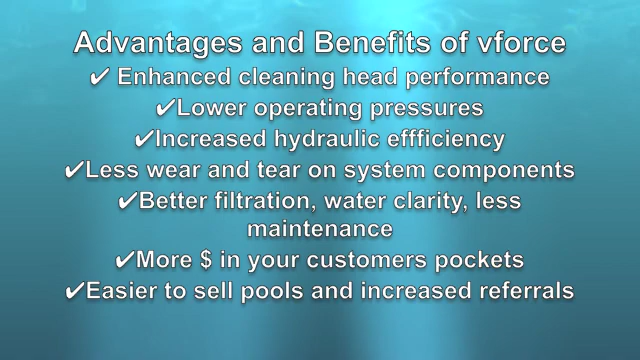 Advantages and Benefits of vforce
✔ Enhanced cleaning head performance
✔Lower operating pressures
✔Increased hydraulic effficiency
✔Less wear and tear on system components
✔Better filtration, water clarity, less
maintenance
✔More $ in your customers pockets
✔Easier to sell pools and increased referrals